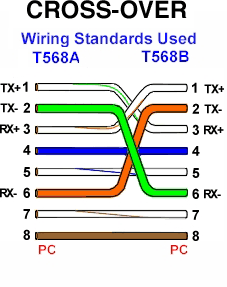 CROSS-OVER
Wiring Standards Used
T568A T568B
TX+ 1 1 TX+
TX- 2 2 TX-
RX+ 3 3 RX+
4 4
5 5
RX- 6 6 RX-
7 7
8 8
PC PC